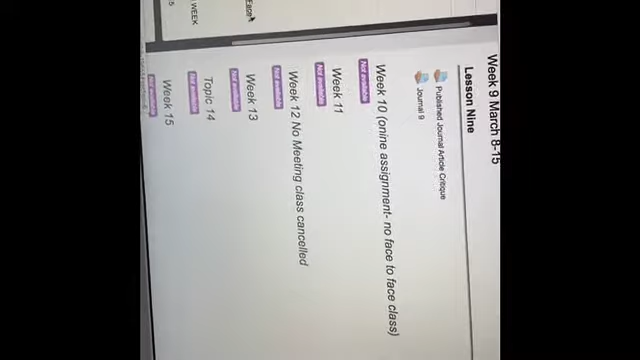 Week 9 March 8-15
Lesson Nine
Published Journal Article Critique
Journal 9
Week 10 (onine assignment- no face to face class)
Not available
Week 11
Not available
Week 12 No Meeting class cancelled
Not available
Week 13
Not available
Topic 14
Not available
Week 15
Not available
WEEK